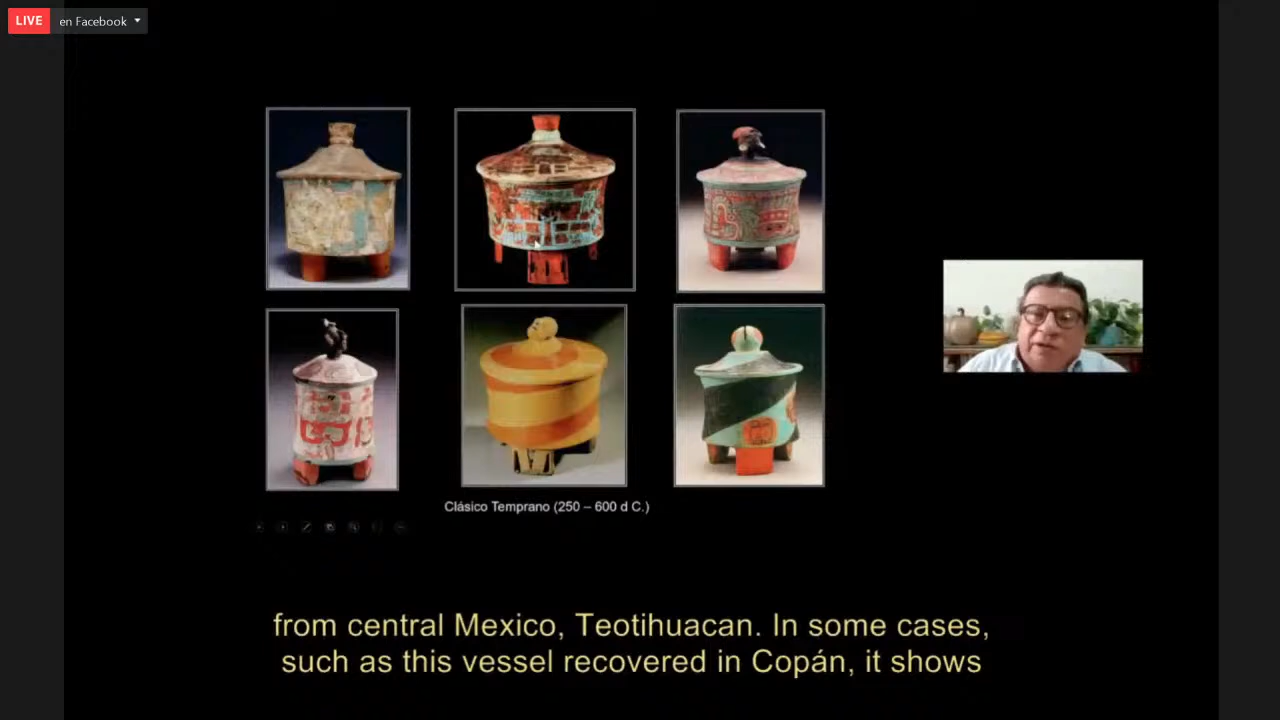 LIVE en Facebook
Clásico Temprano (250 – 600 d C.)
from central Mexico, Teotihuacan. In some cases,
such as this vessel recovered in Copán, it shows